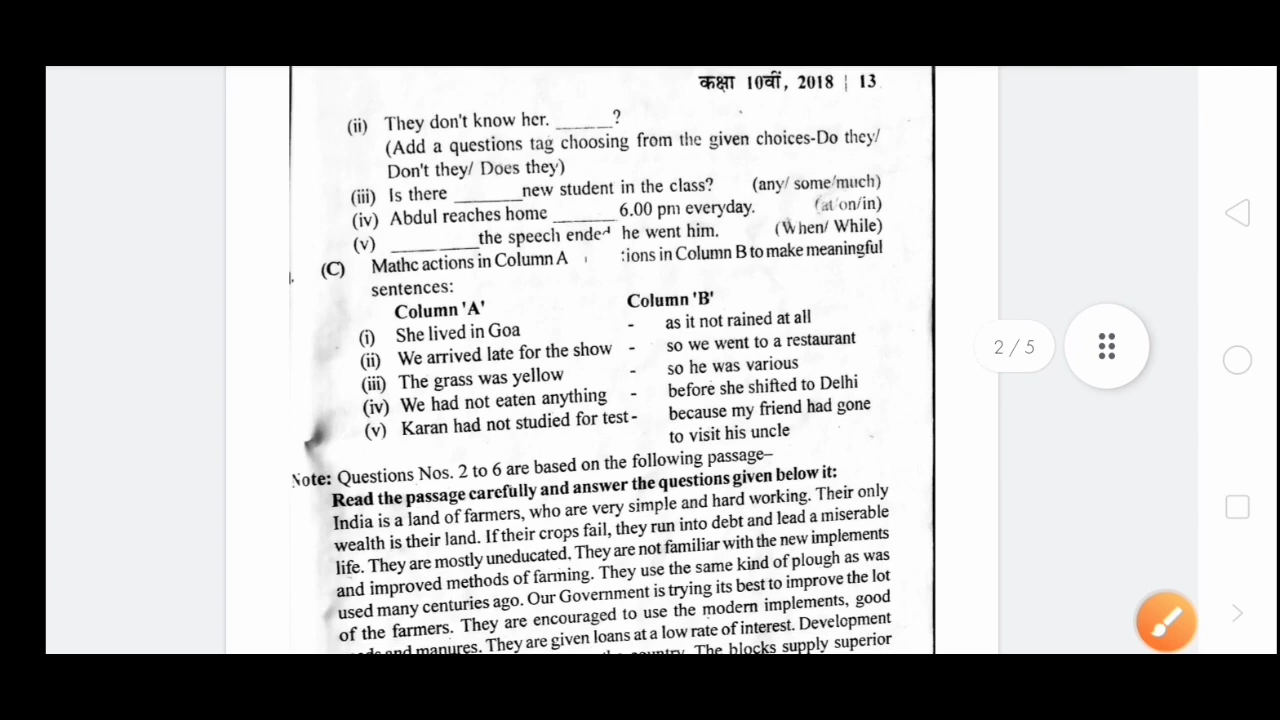 कक्षा 10वीं, 2018 | 13
(ii) They don't know her. ______?
(Add a questions tag choosing from the given choices-Do they/
Don't they/ Does they)
(iii) Is there _______new student in the class? (any/ some/much)
(iv) Abdul reaches home ______ 6.00 pm everyday. (at/on/in)
(v) _________the speech ended he went him. (When/ While)
(C) Mathc actions in Column A tions in Column B to make meaningful
sentences:
Column 'A' Column 'B'
(i) She lived in Goa - as it not rained at all
(ii) We arrived late for the show - so we went to a restaurant
(iii) The grass was yellow - so he was various
(iv) We had not eaten anything - before she shifted to Delhi
(v) Karan had not studied for test - because my friend had gone
to visit his uncle
Note: Questions Nos. 2 to 6 are based on the following passage–
Read the passage carefully and answer the questions given below it:
India is a land of farmers, who are very simple and hard working. Their only
wealth is their land. If their crops fail, they run into debt and lead a miserable
life. They are mostly uneducated. They are not familiar with the new implements
and improved methods of farming. They use the same kind of plough as was
used many centuries ago. Our Government is trying its best to improve the lot
of the farmers. They are encouraged to use the modern implements, good
and manures. They are given loans at a low rate of interest. Development
country. The blocks supply superior
2 / 5